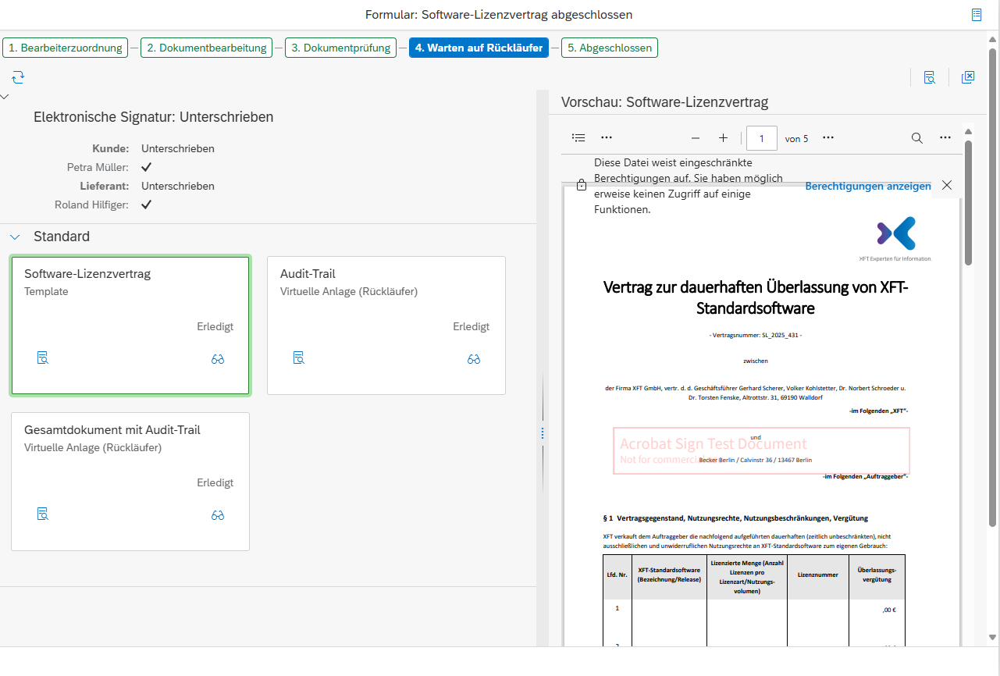 Formular: Software-Lizenzvertrag abgeschlossen
1. Bearbeiterzuordnung
2. Dokumentbearbeitung
3. Dokumentprüfung
4. Warten auf Rückläufer
5. Abgeschlossen
Elektronische Signatur: Unterschrieben
Kunde: Unterschrieben
Petra Müller:
Lieferant: Unterschrieben
Roland Hilfiger:
Standard
Software-Lizenzvertrag
Template
Erledigt
Audit-Trail
Virtuelle Anlage (Rückläufer)
Erledigt
Gesamtdokument mit Audit-Trail
Virtuelle Anlage (Rückläufer)
Erledigt
Vorschau: Software-Lizenzvertrag
1 von 5
Diese Datei weist eingeschränkte
Berechtigungen auf. Sie haben möglich
erweise keinen Zugriff auf einige
Funktionen.
Berechtigungen anzeigen
XFT Experten für Information.
Vertrag zur dauerhaften Überlassung von XFT-
Standardsoftware
- Vertragsnummer: SL_2025_431 -
zwischen
der Firma XFT GmbH, vertr. d. d. Geschäftsführer Gerhard Scherer, Volker Kohlstetter, Dr. Norbert Schroeder u.
Dr. Torsten Fenske, Altrottstr. 31, 69190 Walldorf
-im Folgenden „XFT"-
und
Acrobat Sign Test Document
Not for commercial
Becker Berlin / Calvinstr 36 / 13467 Berlin
-im Folgenden „Auftraggeber"-
§ 1 Vertragsgegenstand, Nutzungsrechte, Nutzungsbeschränkungen, Vergütung
XFT verkauft dem Auftraggeber die nachfolgend aufgeführten dauerhaften (zeitlich unbeschränkten), nicht
ausschließlichen und unwiderruflichen Nutzungsrechte an XFT-Standardsoftware zum eigenen Gebrauch:
Lfd. Nr.
XFT-Standardsoftware
(Bezeichnung/Release)
Lizenzierte Menge (Anzahl
Lizenzen pro
Lizenzart/Nutzungs-
volumen)
Lizenznummer
Überlassungs-
vergütung
1
,00 €